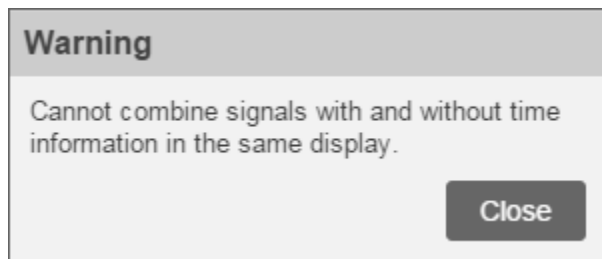 Warning
Cannot combine signals with and without time
information in the same display.
Close